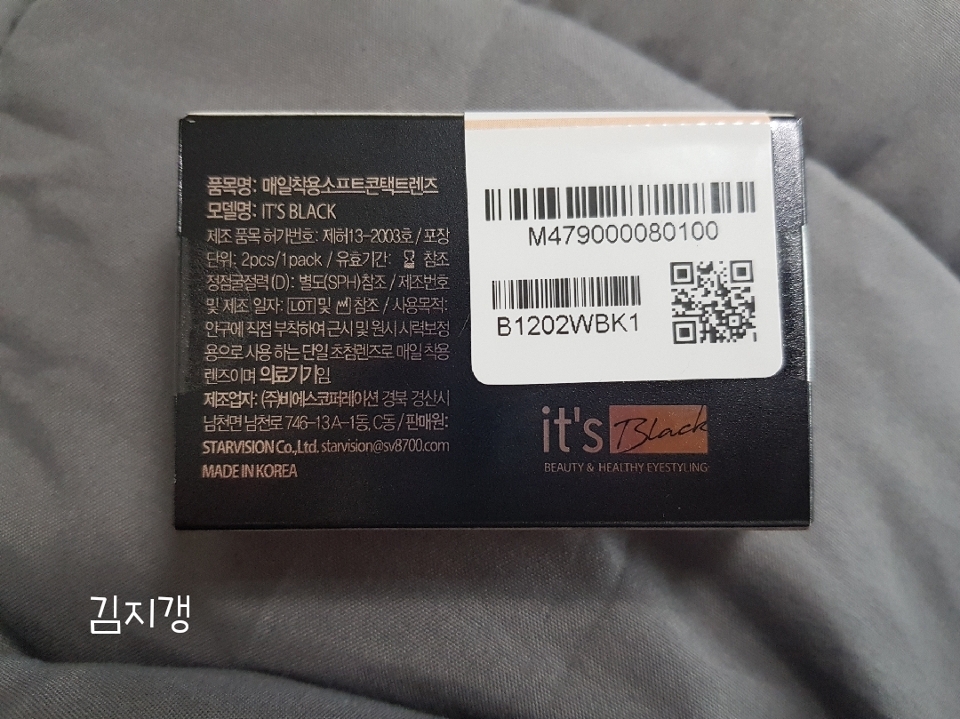 품목명: 매일착용소프트콘택트렌즈
모델명: IT'S BLACK
제조 품목 허가번호: 제허13-2003호 / 포장
단위: 2pcs/1pack / 유효기간: 참조
정점굴절력(D): 별도(SPH)참조 / 제조번호
및 제조 일자: LOT 및 참조 / 사용목적:
안구에 직접 부착하여 근시 및 원시 시력보정
용으로 사용 하는 단일 초점렌즈로 매일 착용
렌즈이며 의료기기임
제조업자: (주)비에스코퍼레이션 경북 경산시
남천면 남천로 746-13 A-1동, C동 / 판매원:
STARVISION Co.,Ltd. starvision@sv8700.com
MADE IN KOREA
M479000080100
B1202WBK1
it's Black
BEAUTY & HEALTHY EYESTYLING
김지갱